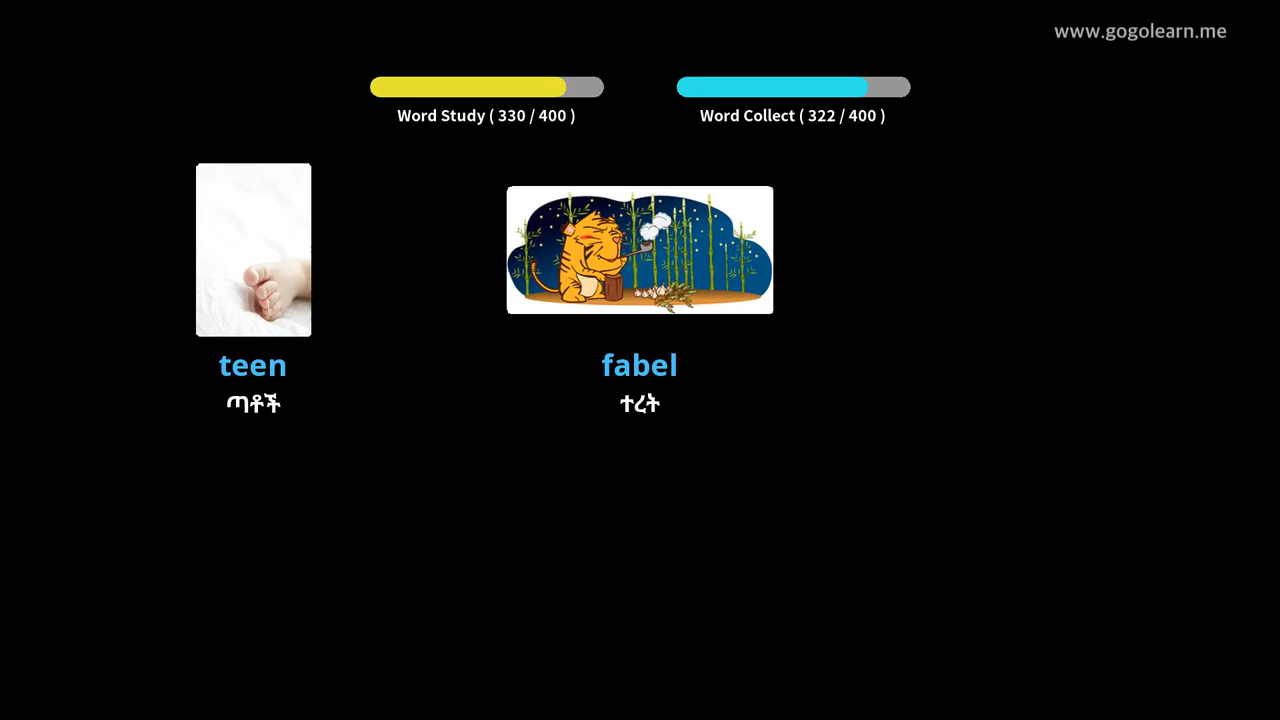 www.gogolearn.me
Word Study ( 330 / 400 )
Word Collect ( 322 / 400 )
teen
ጣቶች
fabel
ተረት